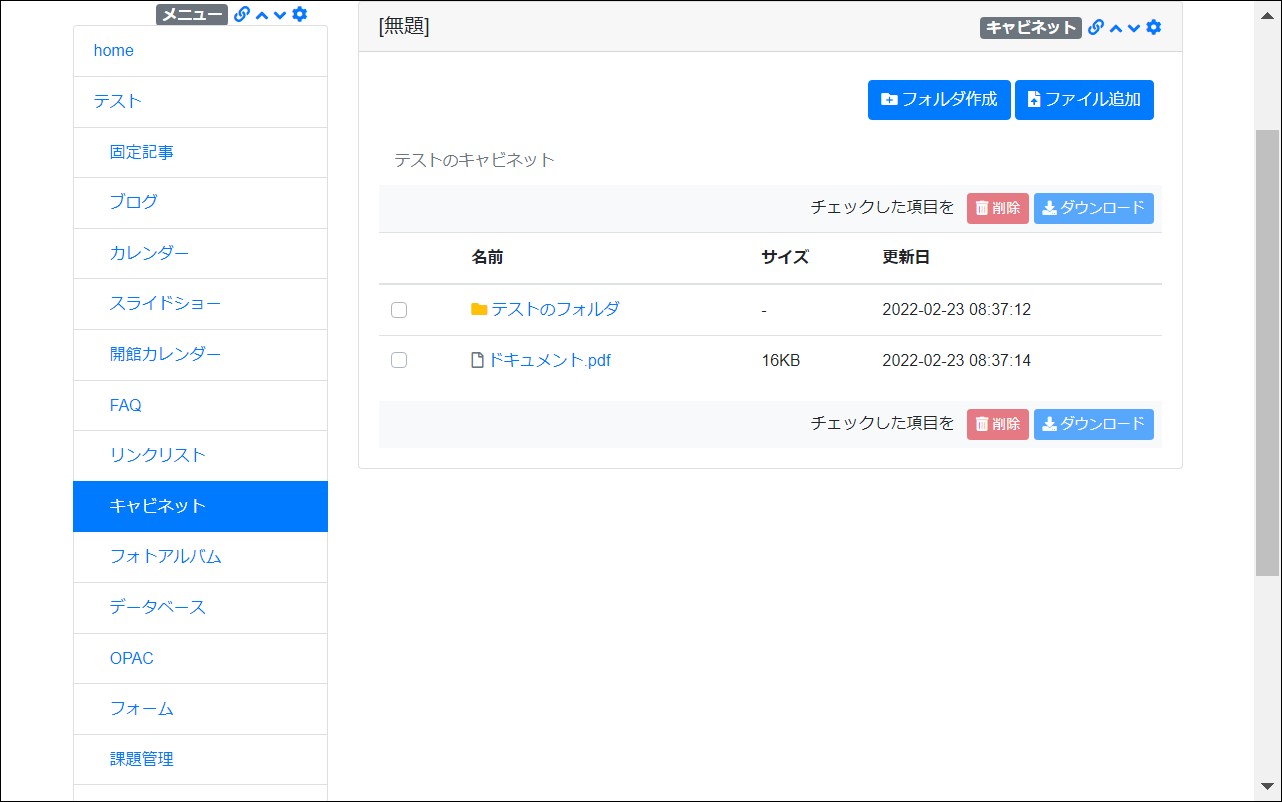 メニュー
home
テスト
固定記事
ブログ
カレンダー
スライドショー
開館カレンダー
FAQ
リンクリスト
キャビネット
フォトアルバム
データベース
OPAC
フォーム
課題管理
[無題]
キャビネット
フォルダ作成 ファイル追加
テストのキャビネット
チェックした項目を 削除 ダウンロード
名前 サイズ 更新日
テストのフォルダ - 2022-02-23 08:37:12
ドキュメント.pdf 16KB 2022-02-23 08:37:14
チェックした項目を 削除 ダウンロード